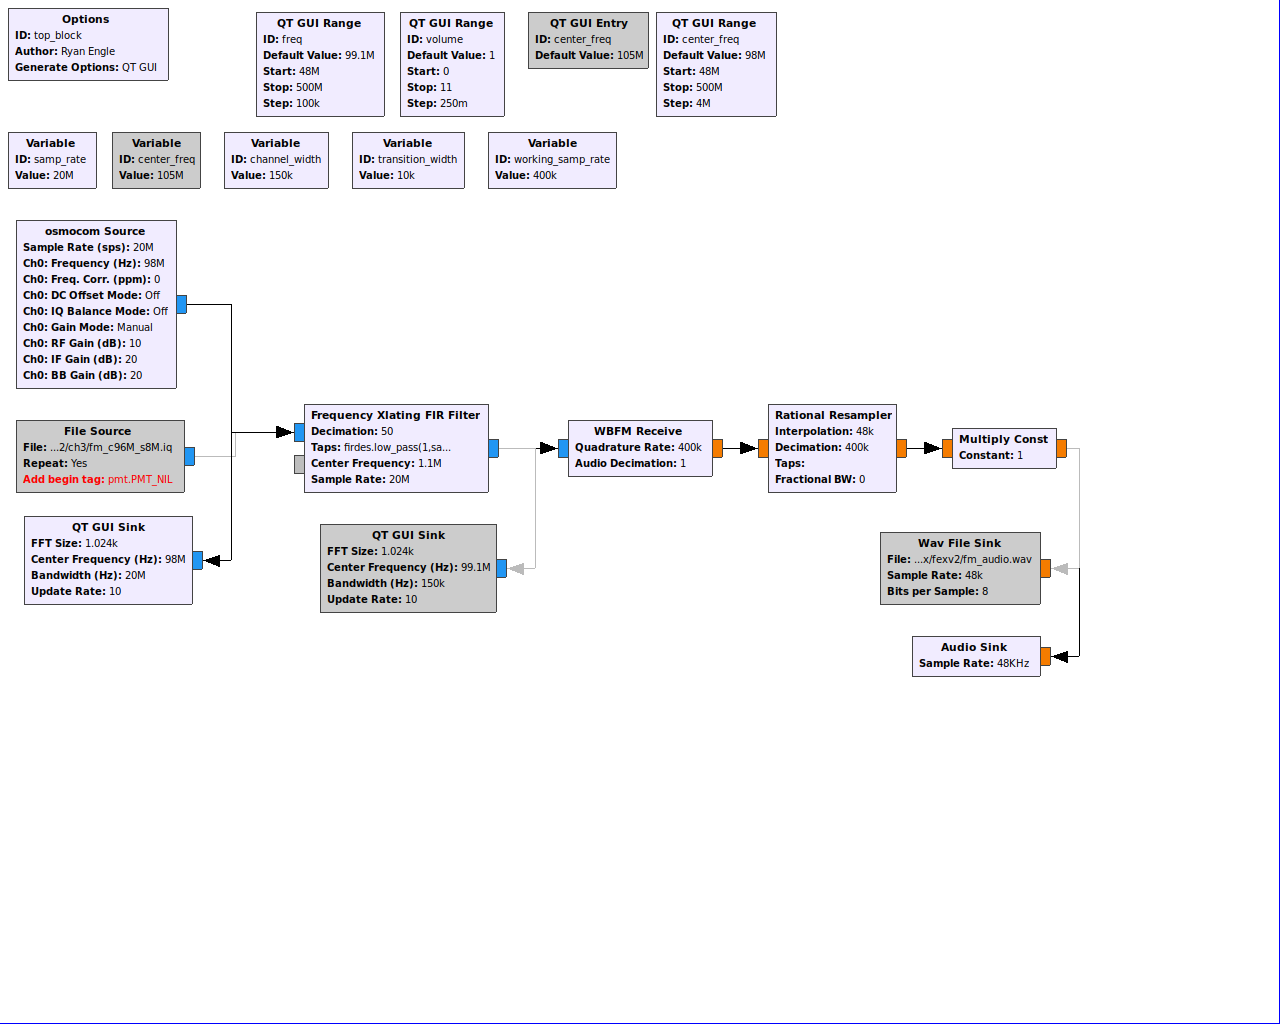 Options
ID: top_block
Author: Ryan Engle
Generate Options: QT GUI
QT GUI Range
ID: freq
Default Value: 99.1M
Start: 48M
Stop: 500M
Step: 100k
QT GUI Range
ID: volume
Default Value: 1
Start: 0
Stop: 11
Step: 250m
QT GUI Entry
ID: center_freq
Default Value: 105M
QT GUI Range
ID: center_freq
Default Value: 98M
Start: 48M
Stop: 500M
Step: 4M
Variable
ID: samp_rate
Value: 20M
Variable
ID: center_freq
Value: 105M
Variable
ID: channel_width
Value: 150k
Variable
ID: transition_width
Value: 10k
Variable
ID: working_samp_rate
Value: 400k
osmocom Source
Sample Rate (sps): 20M
Ch0: Frequency (Hz): 98M
Ch0: Freq. Corr. (ppm): 0
Ch0: DC Offset Mode: Off
Ch0: IQ Balance Mode: Off
Ch0: Gain Mode: Manual
Ch0: RF Gain (dB): 10
Ch0: IF Gain (dB): 20
Ch0: BB Gain (dB): 20
File Source
File: ...2/ch3/fm_c96M_s8M.iq
Repeat: Yes
Add begin tag: pmt.PMT_NIL
QT GUI Sink
FFT Size: 1.024k
Center Frequency (Hz): 98M
Bandwidth (Hz): 20M
Update Rate: 10
Frequency Xlating FIR Filter
Decimation: 50
Taps: firdes.low_pass(1,sa...
Center Frequency: 1.1M
Sample Rate: 20M
QT GUI Sink
FFT Size: 1.024k
Center Frequency (Hz): 99.1M
Bandwidth (Hz): 150k
Update Rate: 10
WBFM Receive
Quadrature Rate: 400k
Audio Decimation: 1
Rational Resampler
Interpolation: 48k
Decimation: 400k
Taps:
Fractional BW: 0
Multiply Const
Constant: 1
Wav File Sink
File: ...x/fexv2/fm_audio.wav
Sample Rate: 48k
Bits per Sample: 8
Audio Sink
Sample Rate: 48KHz